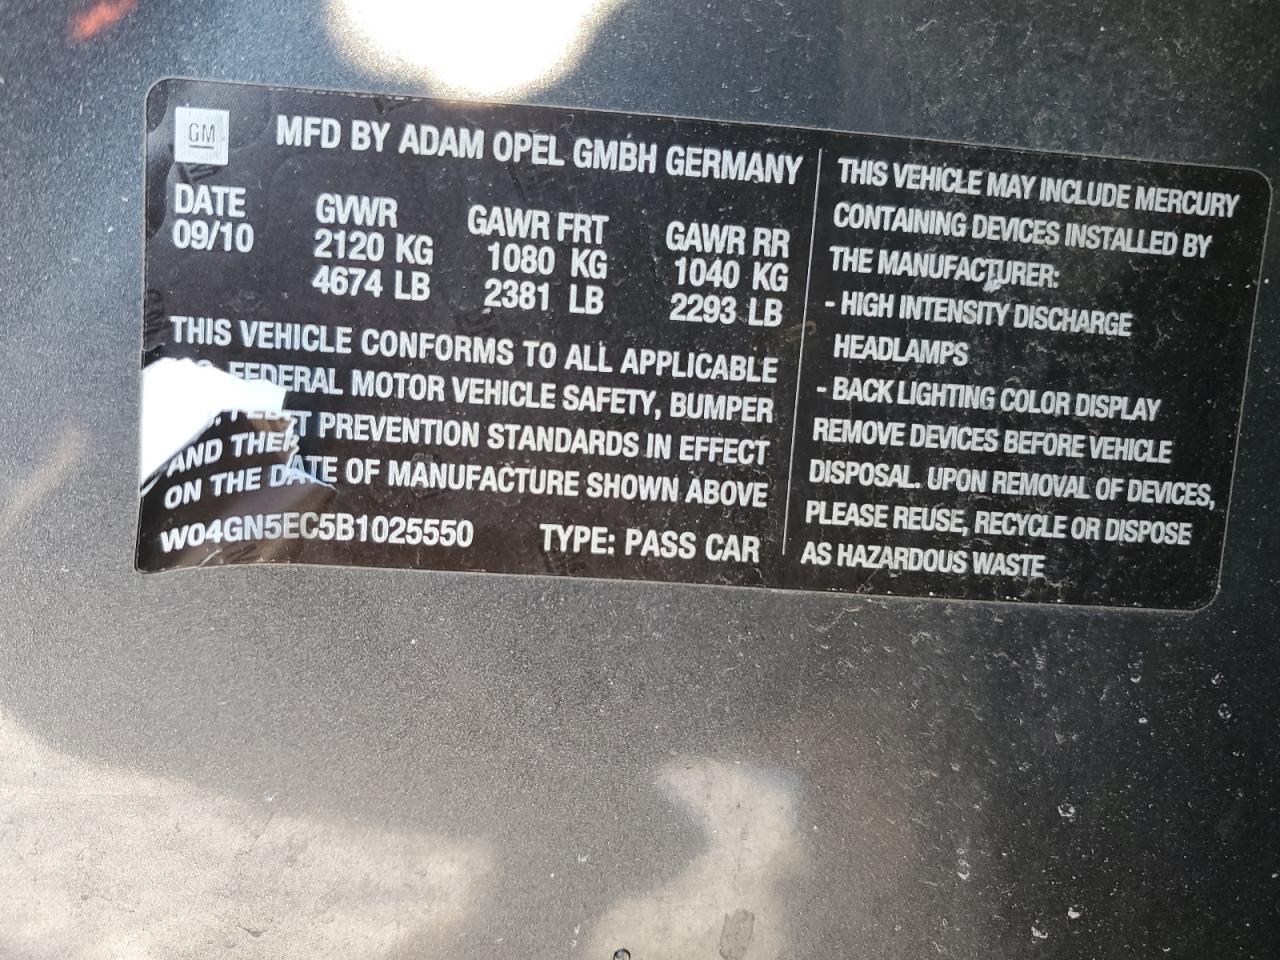 GM
MFD BY ADAM OPEL GMBH GERMANY
DATE
09/10
GVWR
2120 KG
4674 LB
GAWR FRT
1080 KG
2381 LB
GAWR RR
1040 KG
2293 LB
THIS VEHICLE CONFORMS TO ALL APPLICABLE
FEDERAL MOTOR VEHICLE SAFETY, BUMPER
PREVENTION STANDARDS IN EFFECT
AND
ON THE DATE OF MANUFACTURE SHOWN ABOVE
W04GN5EC5B1025550 TYPE: PASS CAR
THIS VEHICLE MAY INCLUDE MERCURY
CONTAINING DEVICES INSTALLED BY
THE MANUFACTURER:
- HIGH INTENSITY DISCHARGE
HEADLAMPS
- BACK LIGHTING COLOR DISPLAY
REMOVE DEVICES BEFORE VEHICLE
DISPOSAL. UPON REMOVAL OF DEVICES,
PLEASE REUSE, RECYCLE OR DISPOSE
AS HAZARDOUS WASTE